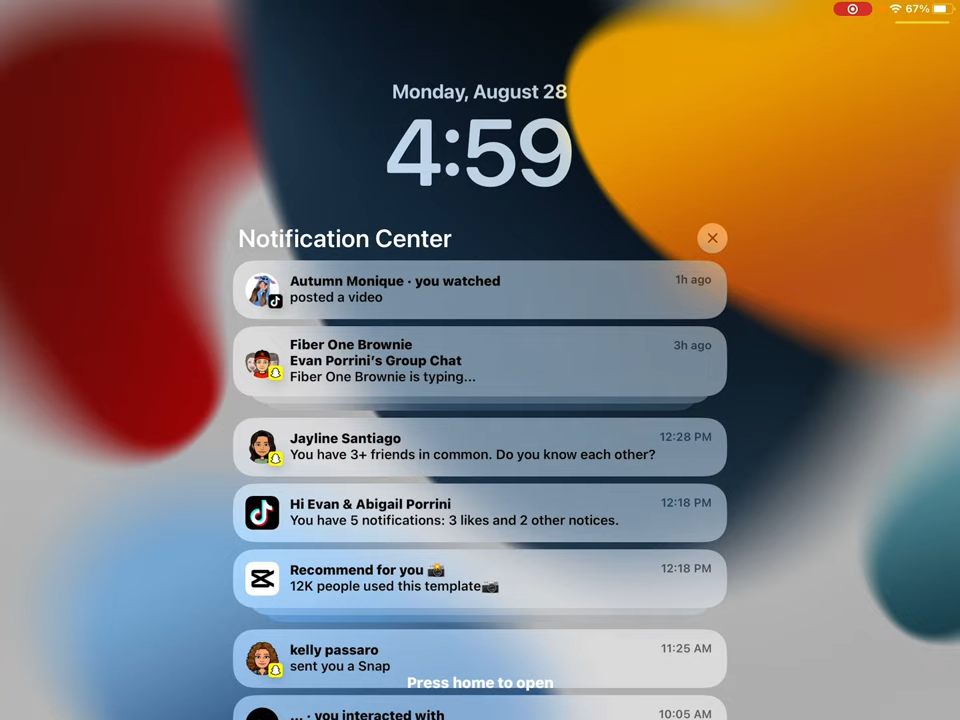 67%
Monday, August 28
4:59
Notification Center
Autumn Monique · you watched
1h ago
posted a video
Fiber One Brownie
3h ago
Evan Porrini's Group Chat
Fiber One Brownie is typing...
Jayline Santiago
12:28 PM
You have 3+ friends in common. Do you know each other?
Hi Evan & Abigail Porrini
12:18 PM
You have 5 notifications: 3 likes and 2 other notices.
Recommend for you 📸
12:18 PM
12K people used this template📷
kelly passaro
11:25 AM
sent you a Snap
Press home to open
... · you interacted with
10:05 AM